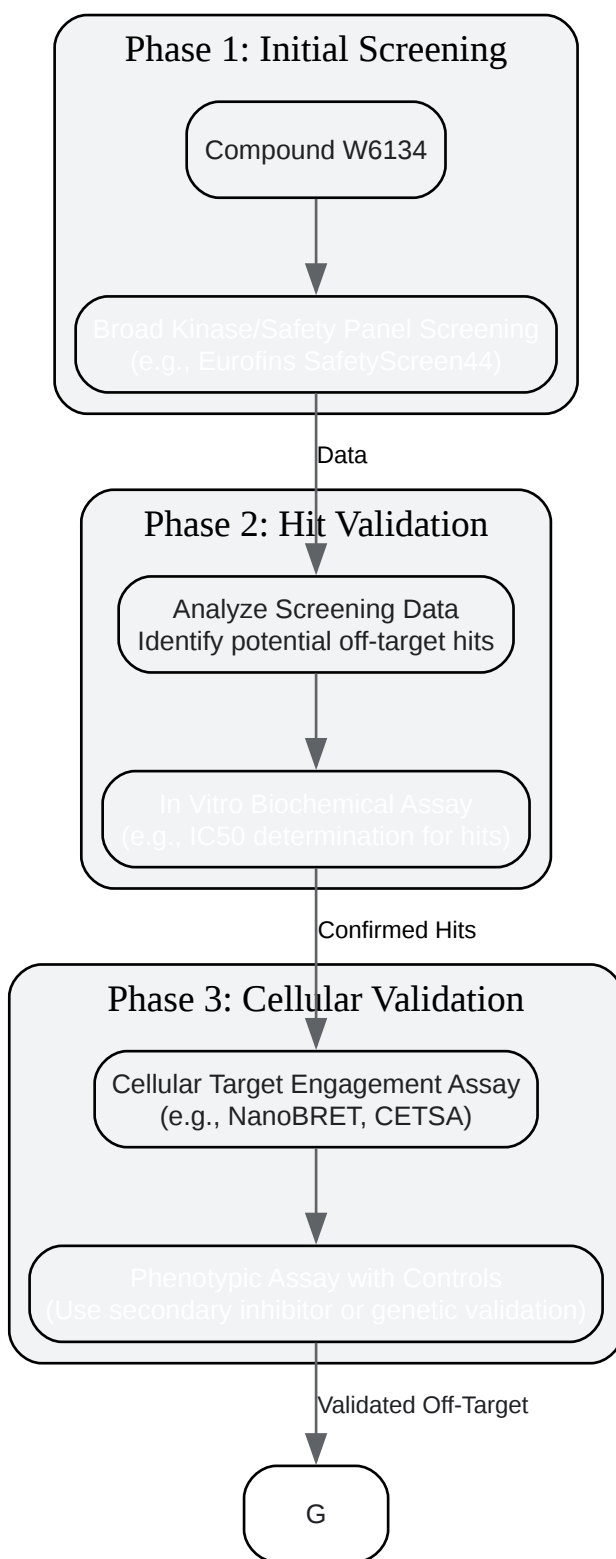 Phase 1: Initial Screening
Compound W6134
Broad Kinase/Safety Panel Screening
(e.g., Eurofins SafetyScreen44)
Data
Phase 2: Hit Validation
Analyze Screening Data
Identify potential off-target hits
In Vitro Biochemical Assay
(e.g., IC50 determination for hits)
Confirmed Hits
Phase 3: Cellular Validation
Cellular Target Engagement Assay
(e.g., NanoBRET, CETSA)
Phenotypic Assay with Controls
(Use secondary inhibitor or genetic validation)
Validated Off-Target
G